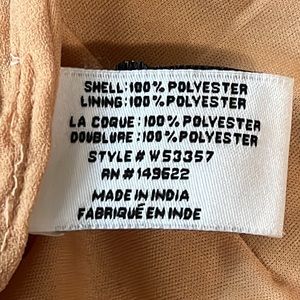 SHELL:100% POLYESTER
LINING:100% POLYESTER
LA COQUE:100% POLYESTER
DOUBLURE:100% POLYESTER
STYLE# W53357
RN# 149622
MADE IN INDIA
FABRIQUÉ EN INDE